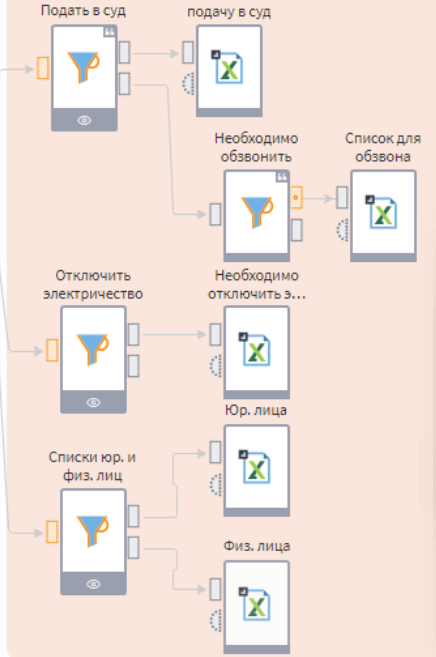 Подать в суд
подачу в суд
Необходимо
обзвонить
Список для
обзвона
Отключить
электричество
Необходимо
отключить э...
Юр. лица
Списки юр. и
физ. лиц
Физ. лица